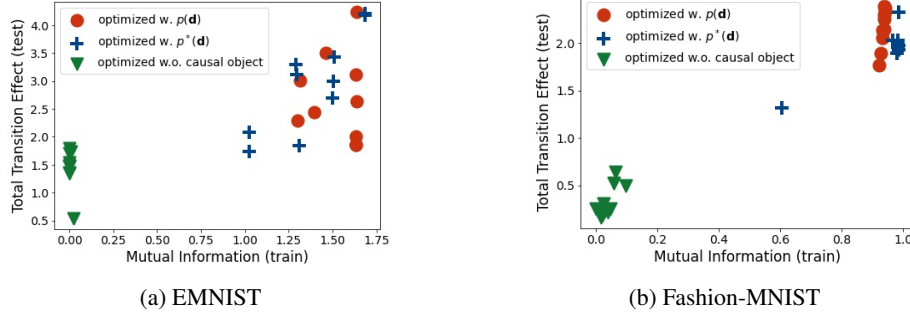 optimized w. p(d)
optimized w. p*(d)
optimized w.o. causal object
Total Transition Effect (test)
4.0
3.5
3.0
2.5
2.0
1.5
1.0
0.5
0.00 0.25 0.50 0.75 1.00 1.25 1.50 1.75
Mutual Information (train)
(a) EMNIST
optimized w. p(d)
optimized w. p*(d)
optimized w.o. causal object
Total Transition Effect (test)
2.0
1.5
1.0
0.5
0.0 0.2 0.4 0.6 0.8 1.0
Mutual Information (train)
(b) Fashion-MNIST